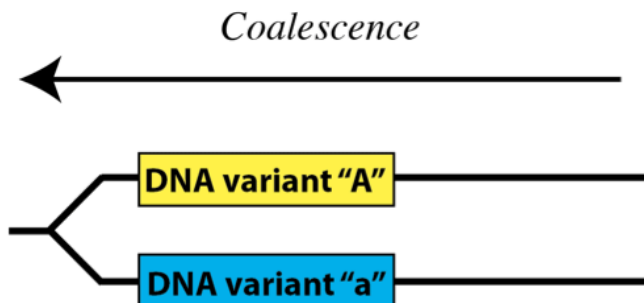 Coalescence
DNA variant “A”
DNA variant “a”